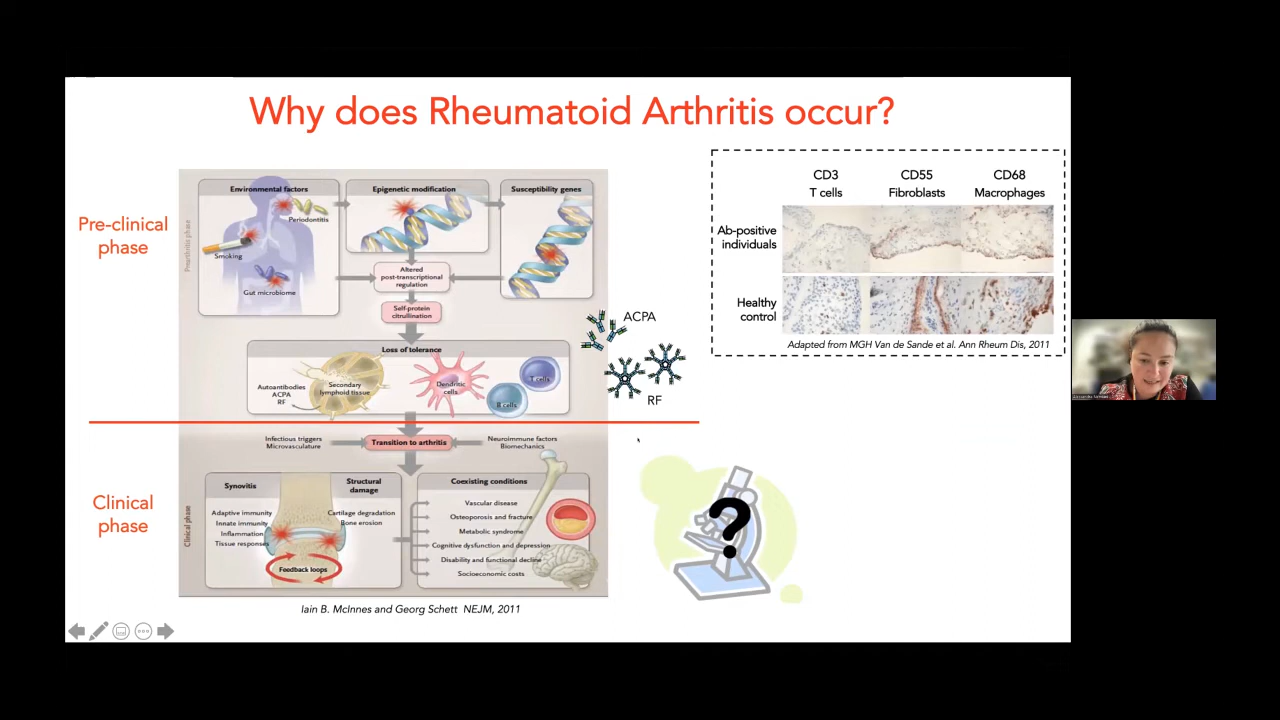 Why does Rheumatoid Arthritis occur?
Pre-clinical
phase
Prearthritic phase
Environmental factors
Periodontitis
Smoking
Gut microbiome
Epigenetic modification
Susceptibility genes
Altered
post-transcriptional
regulation
Self-protein
citrullination
Loss of tolerance
Autoantibodies
ACPA
RF
Secondary
lymphoid tissue
Dendritic
cells
B cells
T cells
ACPA
RF
Clinical
phase
Clinical phase
Infectious triggers
Microvasculature
Transition to arthritis
Neuroimmune factors
Biomechanics
Synovitis
Structural
damage
Adaptive immunity
Innate immunity
Inflammation
Tissue responses
Cartilage degradation
Bone erosion
Feedback loops
Coexisting conditions
Vascular disease
Osteoporosis and fracture
Metabolic syndrome
Cognitive dysfunction and depression
Disability and functional decline
Socioeconomic costs
Iain B. McInnes and Georg Schett NEJM, 2011
CD3
T cells
CD55
Fibroblasts
CD68
Macrophages
Ab-positive
individuals
Healthy
control
Adapted from MGH Van de Sande et al. Ann Rheum Dis, 2011
?